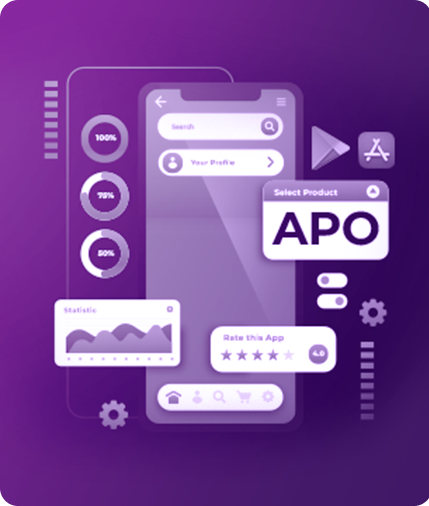 100%
Search
Your Profile
75%
Select Product
APO
50%
Statistic
Rate this App
4.0